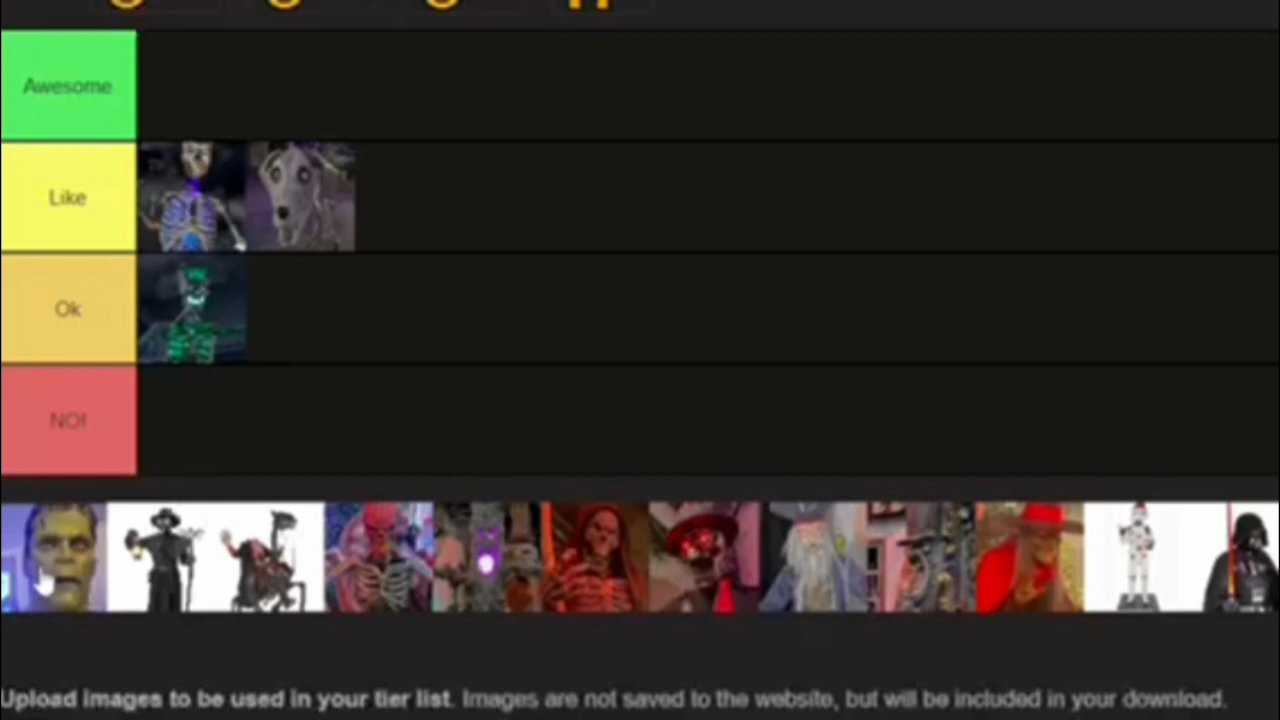 Awesome
Like
Ok
NO!
Upload images to be used in your tier list. Images are not saved to the website, but will be included in your download.